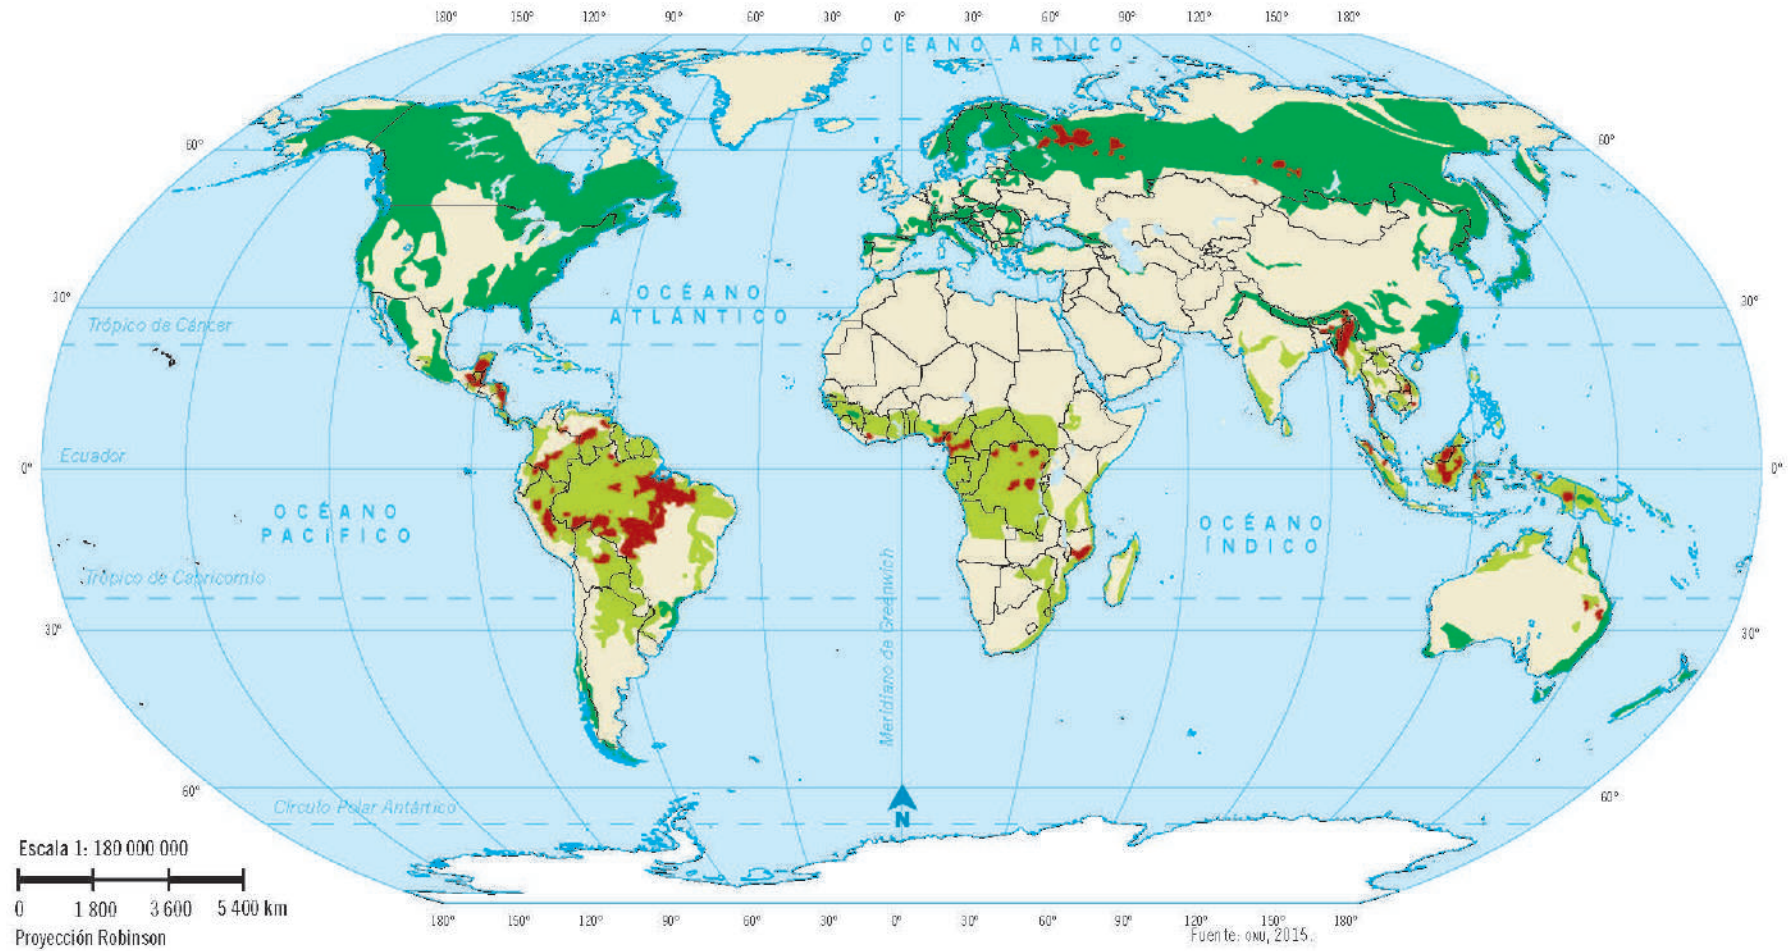 180° 150° 120° 90° 60° 30° 0° 30° 60° 90° 120° 150° 180°
OCÉANO ÁRTICO
60° 60°
30° 30°
OCÉANO
ATLÁNTICO
Trópico de Cáncer
Ecuador
0° 0°
OCÉANO
PACÍFICO
OCÉANO
ÍNDICO
Trópico de Capricornio
Meridiano de Greenwich
30° 30°
60° 60°
Círculo Polar Antártico
N
Escala 1: 180 000 000
0 1 800 3 600 5 400 km
Proyección Robinson
180° 150° 120° 90° 60° 30° 0° 30° 60° 90° 120° 150° 180°
Fuente: ONU, 2015.